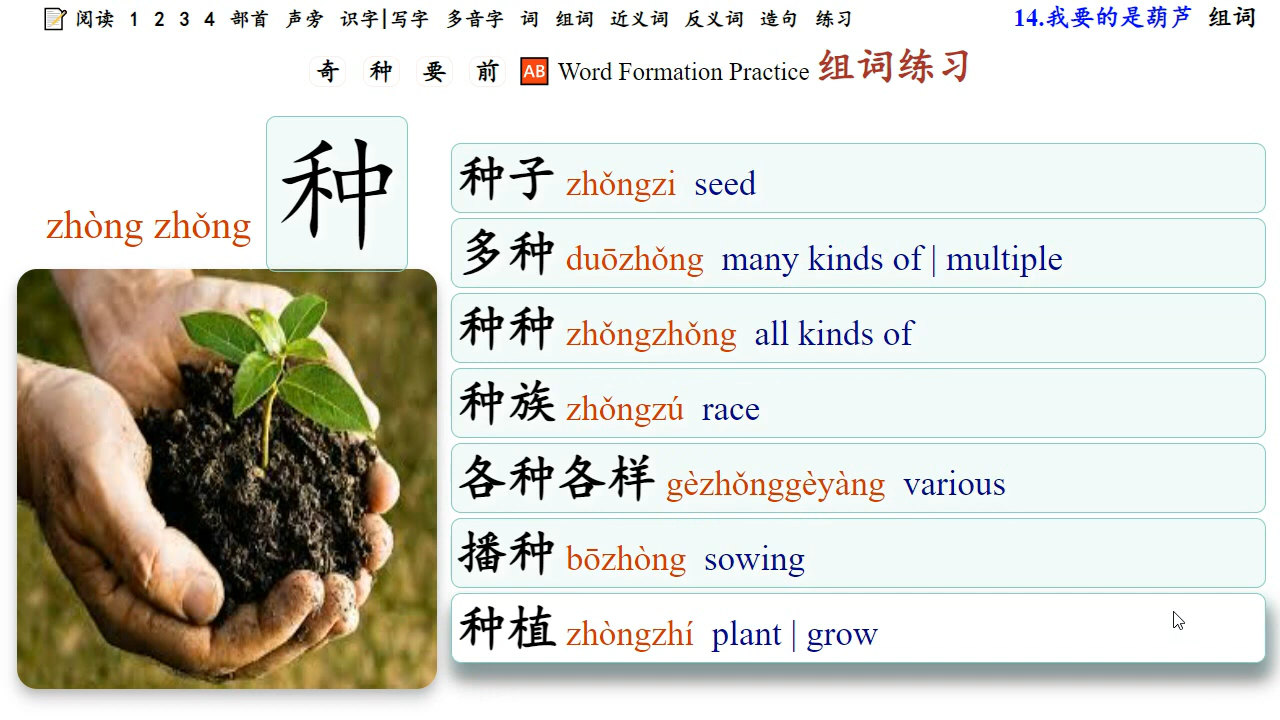 📝 阅读 1 2 3 4 部首 声旁 识字|写字 多音字 词 组词 近义词 反义词 造句 练习
14.我要的是葫芦 组词
奇 种 要 前 🆎 Word Formation Practice 组词练习
zhòng zhǒng 种
种子 zhǒngzi seed
多种 duōzhǒng many kinds of | multiple
种种 zhǒngzhǒng all kinds of
种族 zhǒngzú race
各种各样 gèzhǒnggèyàng various
播种 bōzhòng sowing
种植 zhòngzhí plant | grow